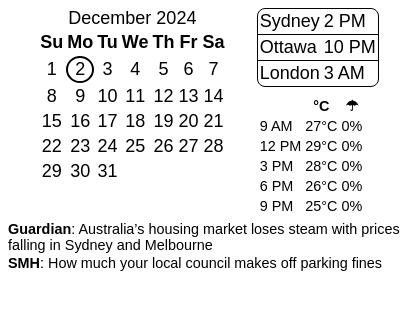 December 2024
Su Mo Tu We Th Fr Sa
1 2 3 4 5 6 7
8 9 10 11 12 13 14
15 16 17 18 19 20 21
22 23 24 25 26 27 28
29 30 31
Sydney 2 PM
Ottawa 10 PM
London 3 AM
°C ☂
9 AM 27°C 0%
12 PM 29°C 0%
3 PM 28°C 0%
6 PM 26°C 0%
9 PM 25°C 0%
Guardian: Australia’s housing market loses steam with prices
falling in Sydney and Melbourne
SMH: How much your local council makes off parking fines